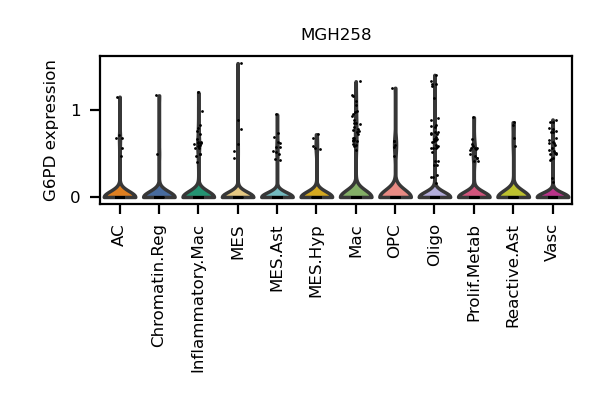 MGH258
G6PD expression
1
0
AC
Chromatin.Reg
Inflammatory.Mac
MES
MES.Ast
MES.Hyp
Mac
OPC
Oligo
Prolif.Metab
Reactive.Ast
Vasc